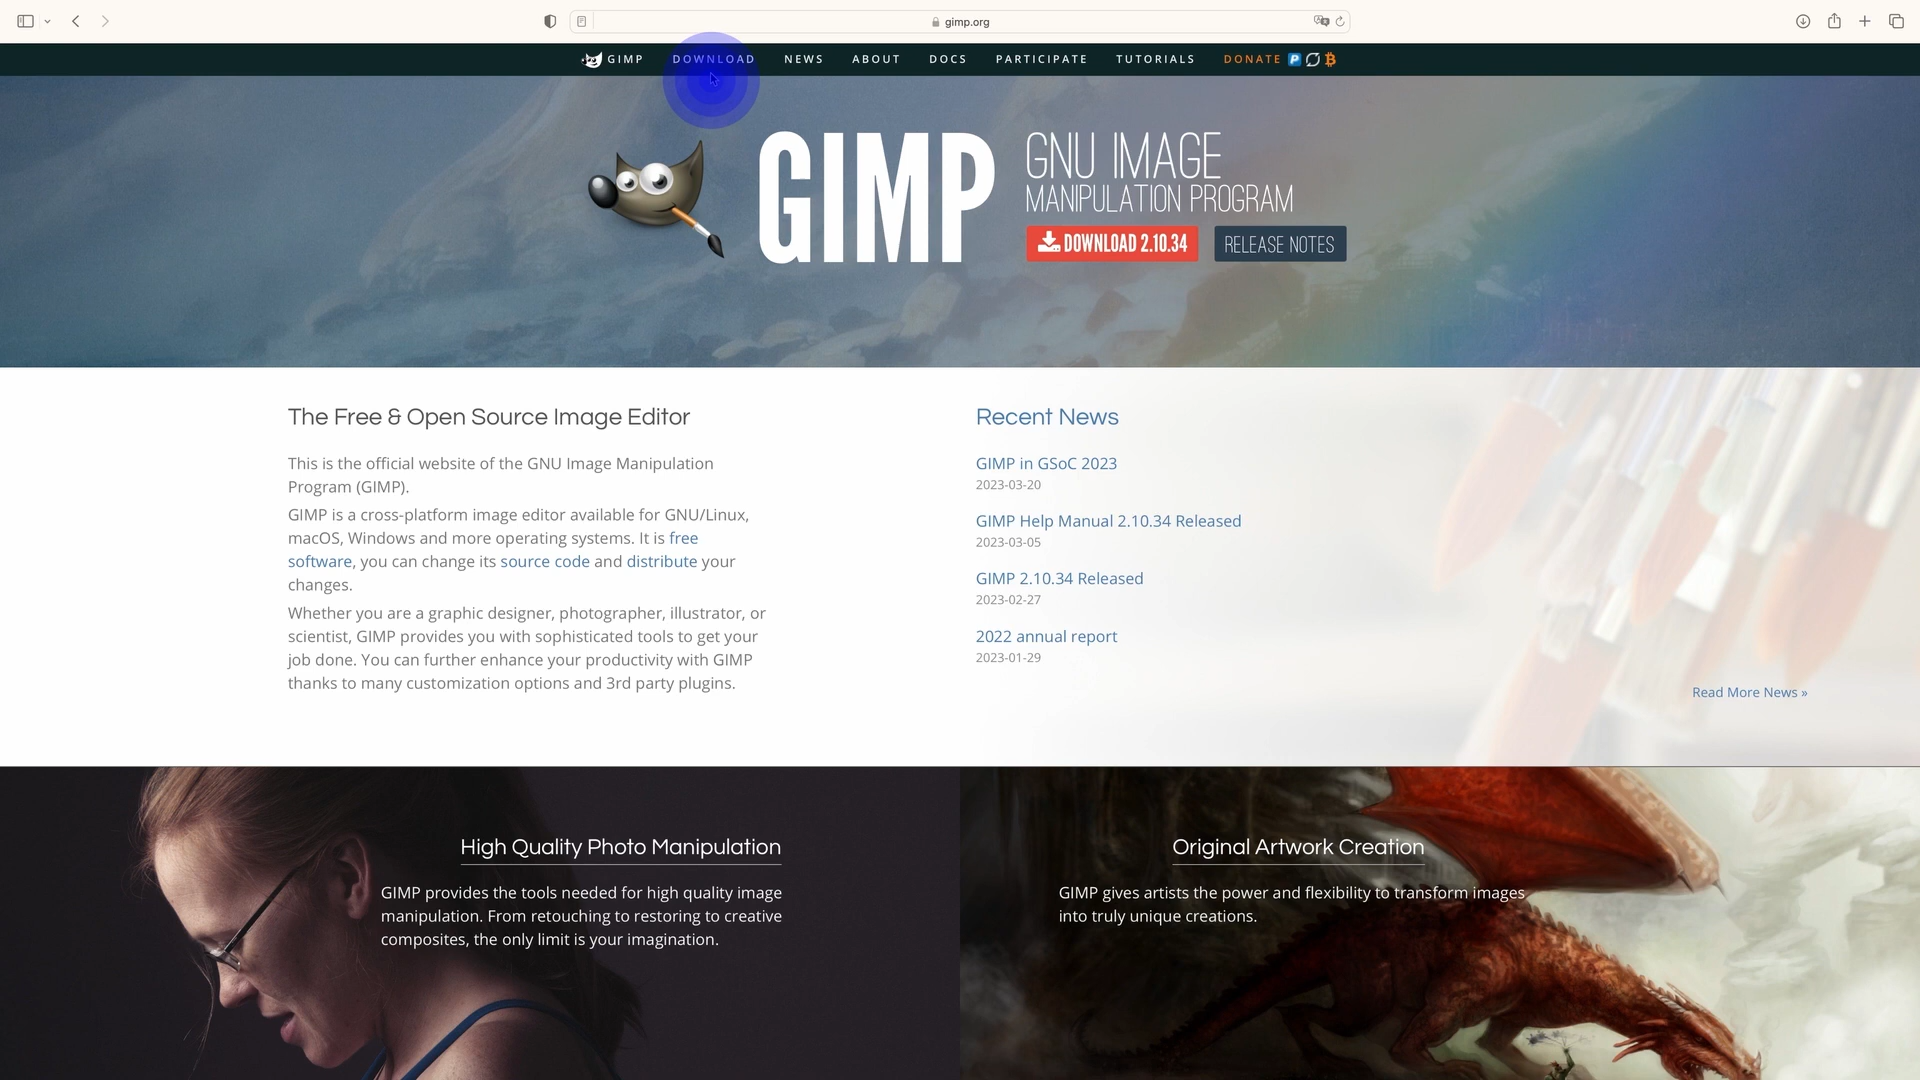 gimp.org
GIMP DOWNLOAD NEWS ABOUT DOCS PARTICIPATE TUTORIALS DONATE
GIMP
GNU IMAGE
MANIPULATION PROGRAM
DOWNLOAD 2.10.34 RELEASE NOTES
The Free & Open Source Image Editor
This is the official website of the GNU Image Manipulation
Program (GIMP).
GIMP is a cross-platform image editor available for GNU/Linux,
macOS, Windows and more operating systems. It is free
software, you can change its source code and distribute your
changes.
Whether you are a graphic designer, photographer, illustrator, or
scientist, GIMP provides you with sophisticated tools to get your
job done. You can further enhance your productivity with GIMP
thanks to many customization options and 3rd party plugins.
Recent News
GIMP in GSoC 2023
2023-03-20
GIMP Help Manual 2.10.34 Released
2023-03-05
GIMP 2.10.34 Released
2023-02-27
2022 annual report
2023-01-29
Read More News »
High Quality Photo Manipulation
GIMP provides the tools needed for high quality image
manipulation. From retouching to restoring to creative
composites, the only limit is your imagination.
Original Artwork Creation
GIMP gives artists the power and flexibility to transform images
into truly unique creations.